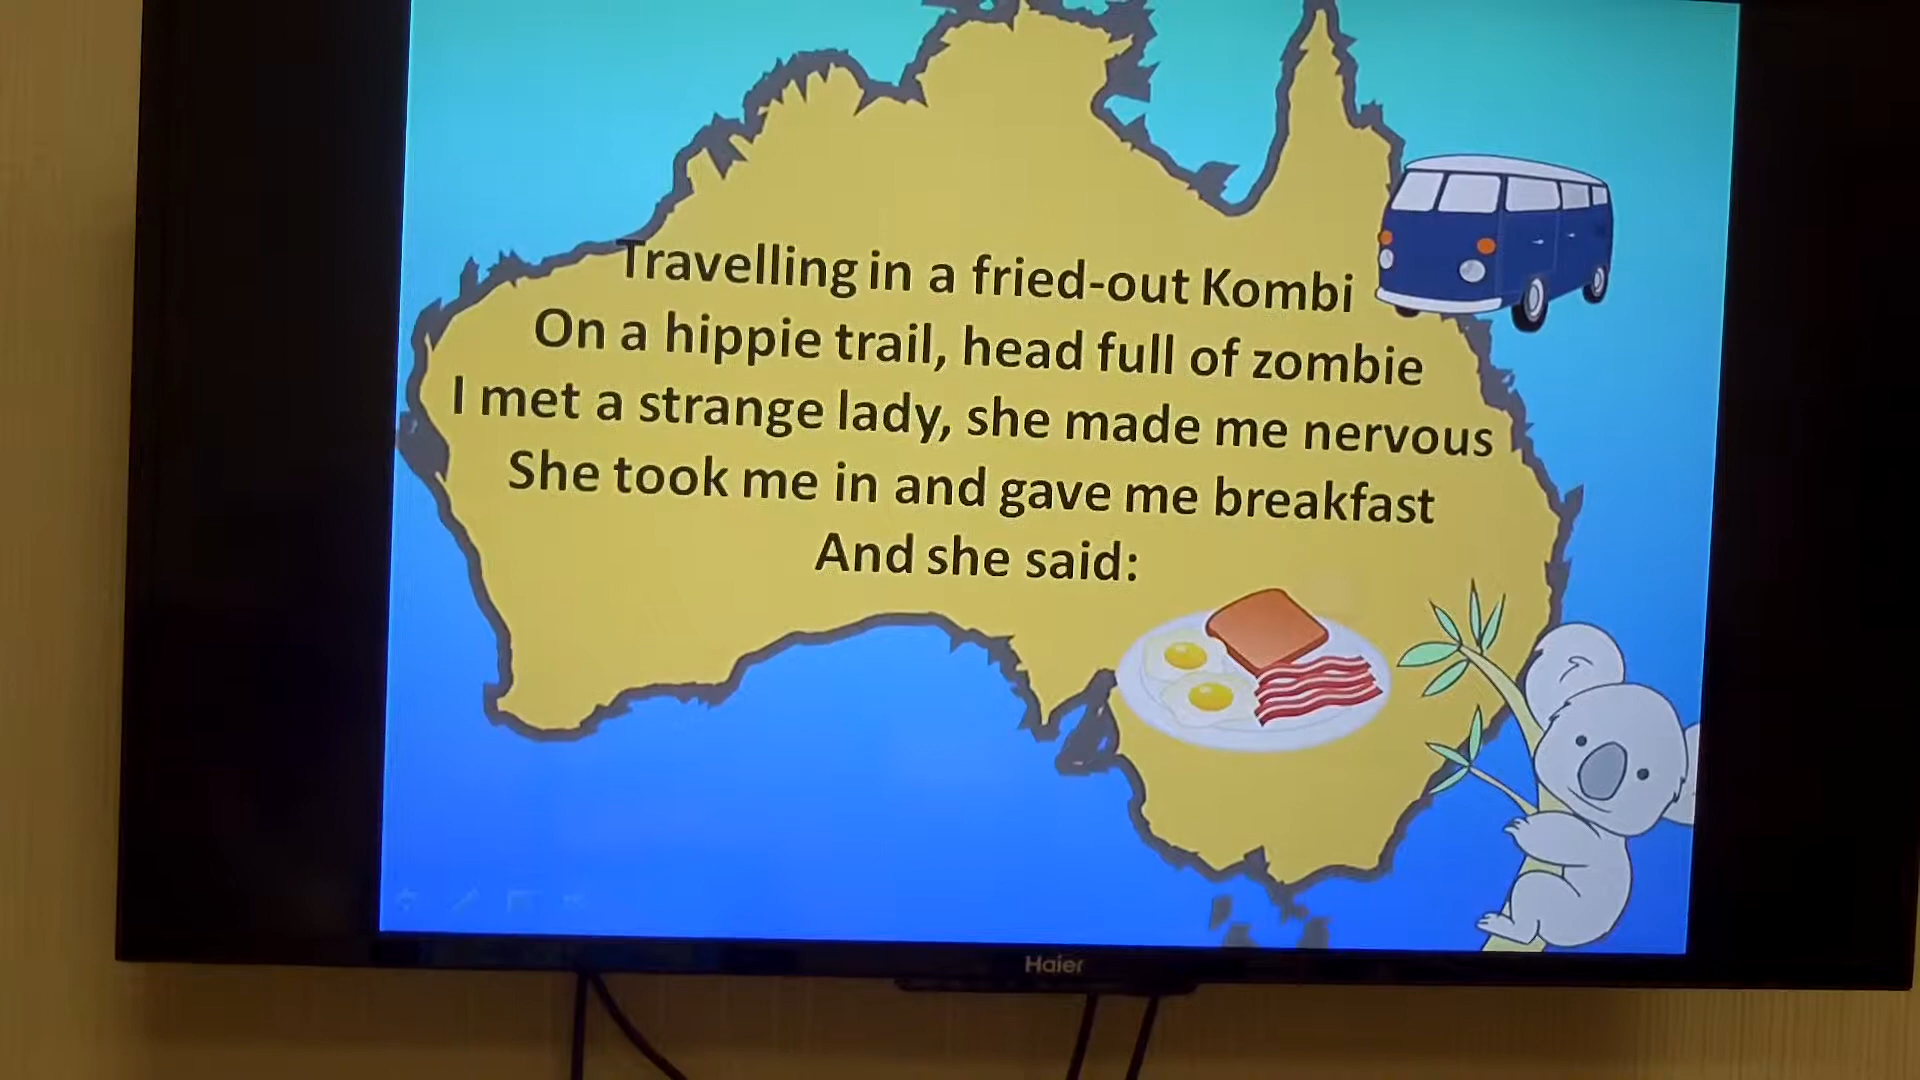 Travelling in a fried-out Kombi
On a hippie trail, head full of zombie
I met a strange lady, she made me nervous
She took me in and gave me breakfast
And she said:
Haier